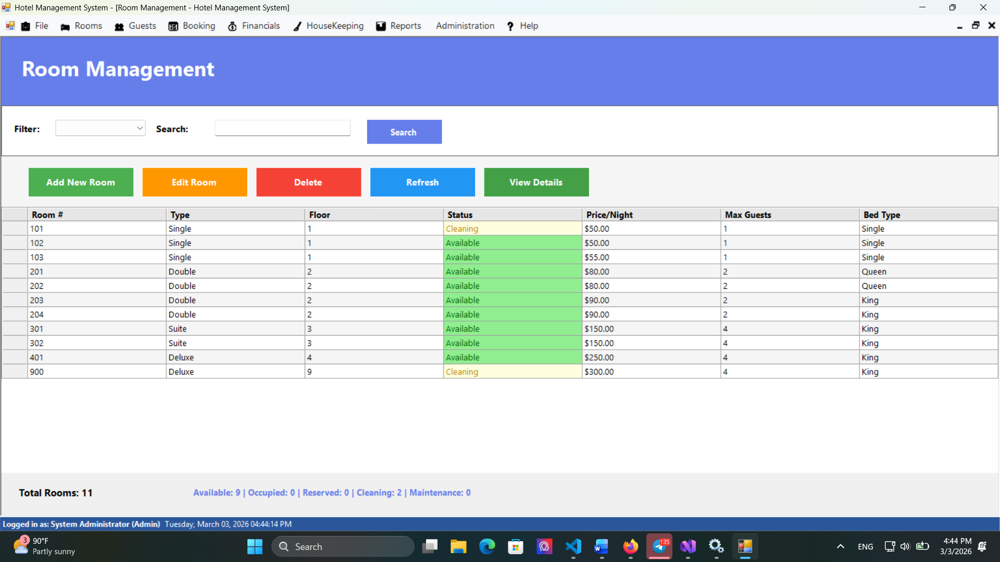 Hotel Management System - [Room Management - Hotel Management System]
File Rooms Guests Booking Financials HouseKeeping Reports Administration Help
Room Management
Filter: Search: Search
Add New Room Edit Room Delete Refresh View Details
Room # Type Floor Status Price/Night Max Guests Bed Type
101 Single 1 Cleaning $50.00 1 Single
102 Single 1 Available $50.00 1 Single
103 Single 1 Available $55.00 1 Single
201 Double 2 Available $80.00 2 Queen
202 Double 2 Available $80.00 2 Queen
203 Double 2 Available $90.00 2 King
204 Double 2 Available $90.00 2 King
301 Suite 3 Available $150.00 4 King
302 Suite 3 Available $150.00 4 King
401 Deluxe 4 Available $250.00 4 King
900 Deluxe 9 Cleaning $300.00 4 King
Total Rooms: 11 Available: 9 | Occupied: 0 | Reserved: 0 | Cleaning: 2 | Maintenance: 0
Logged in as: System Administrator (Admin) Tuesday, March 03, 2026 04:44:14 PM
3 90°F
Partly sunny
Search
135
ENG
4:44 PM
3/3/2026